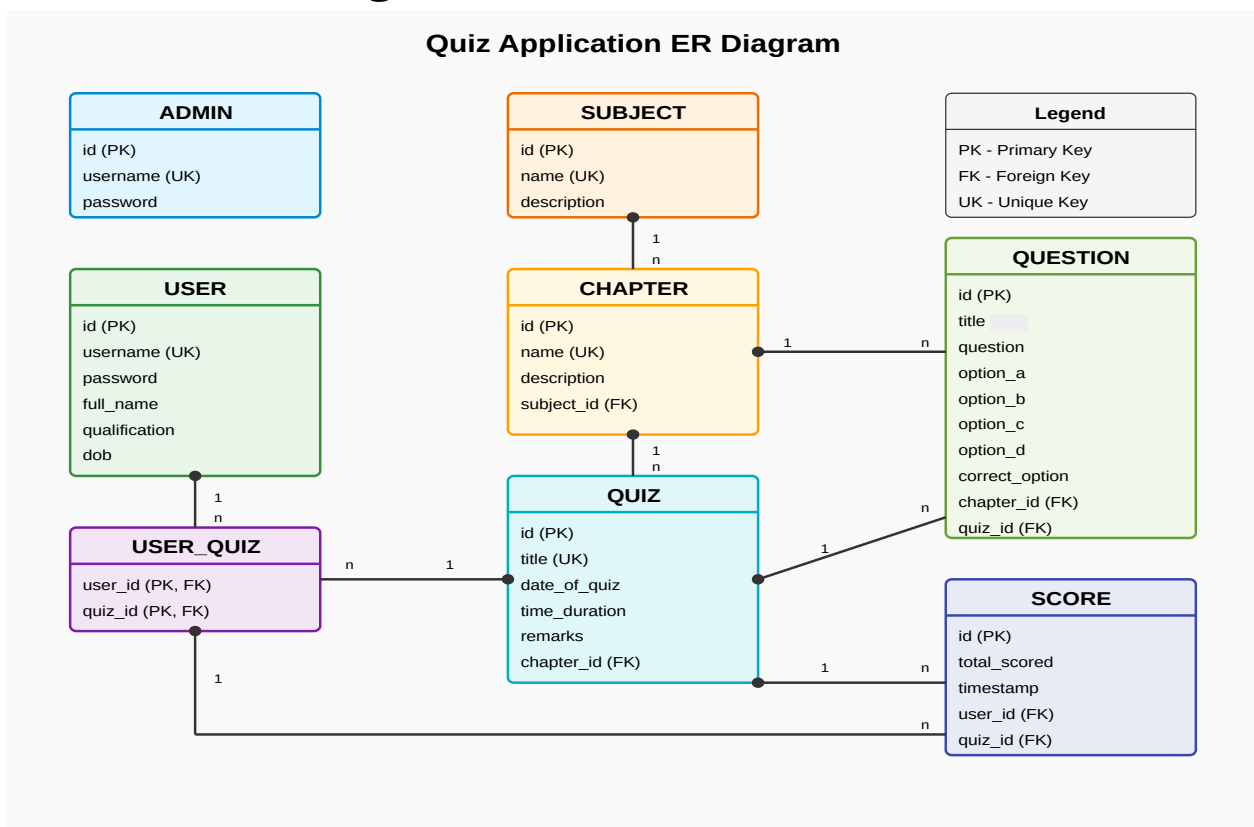 Quiz Application ER Diagram
ADMIN
id (PK)
username (UK)
password
SUBJECT
id (PK)
name (UK)
description
Legend
PK - Primary Key
FK - Foreign Key
UK - Unique Key
1
n
USER
id (PK)
username (UK)
password
full_name
qualification
dob
CHAPTER
id (PK)
name (UK)
description
subject_id (FK)
1
n
QUESTION
id (PK)
title
question
option_a
option_b
option_c
option_d
correct_option
chapter_id (FK)
quiz_id (FK)
1
n
1
n
USER_QUIZ
user_id (PK, FK)
quiz_id (PK, FK)
n
1
QUIZ
id (PK)
title (UK)
date_of_quiz
time_duration
remarks
chapter_id (FK)
n
1
SCORE
id (PK)
total_scored
timestamp
user_id (FK)
quiz_id (FK)
1
n
1
n